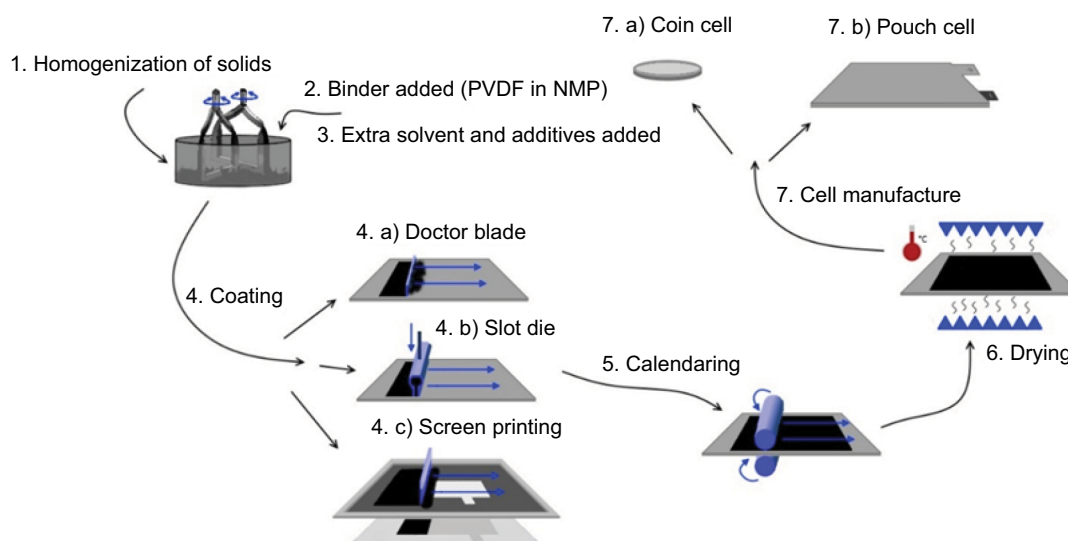 1. Homogenization of solids
2. Binder added (PVDF in NMP)
3. Extra solvent and additives added
4. Coating
4. a) Doctor blade
4. b) Slot die
4. c) Screen printing
5. Calendaring
6. Drying
°C
7. Cell manufacture
7. a) Coin cell
7. b) Pouch cell